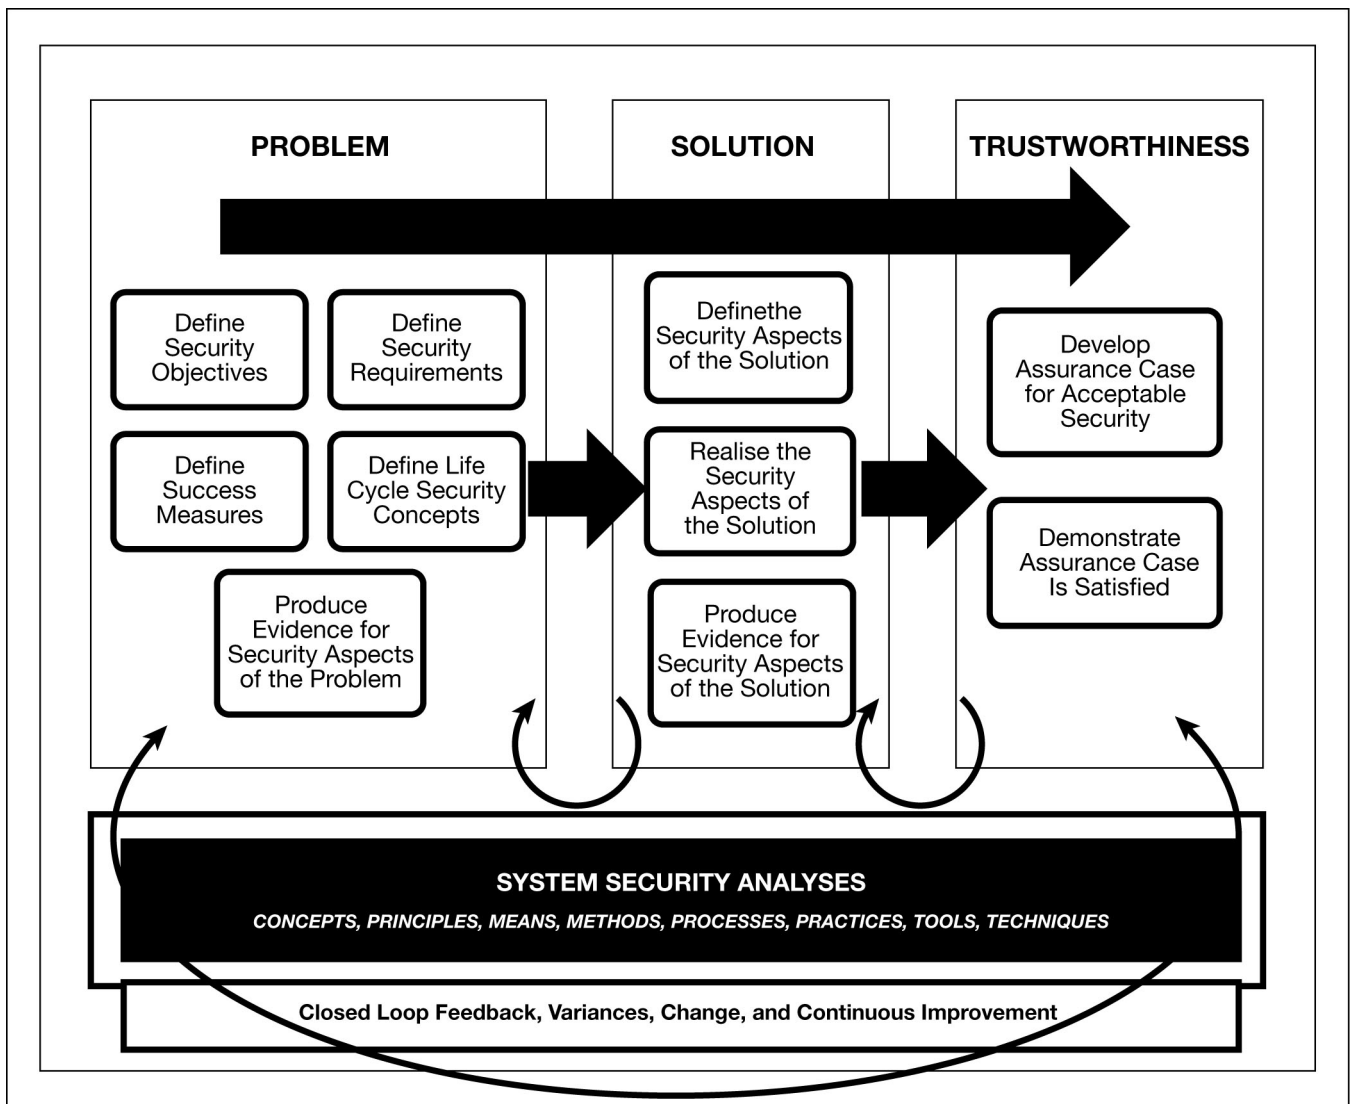 PROBLEM
Define
Security
Objectives
Define
Security
Requirements
Define
Success
Measures
Define Life
Cycle Security
Concepts
Produce
Evidence for
Security Aspects
of the Problem
SOLUTION
Definethe
Security Aspects
of the Solution
Realise the
Security
Aspects of
the Solution
Produce
Evidence for
Security Aspects
of the Solution
TRUSTWORTHINESS
Develop
Assurance Case
for Acceptable
Security
Demonstrate
Assurance Case
Is Satisfied
SYSTEM SECURITY ANALYSES
CONCEPTS, PRINCIPLES, MEANS, METHODS, PROCESSES, PRACTICES, TOOLS, TECHNIQUES
Closed Loop Feedback, Variances, Change, and Continuous Improvement